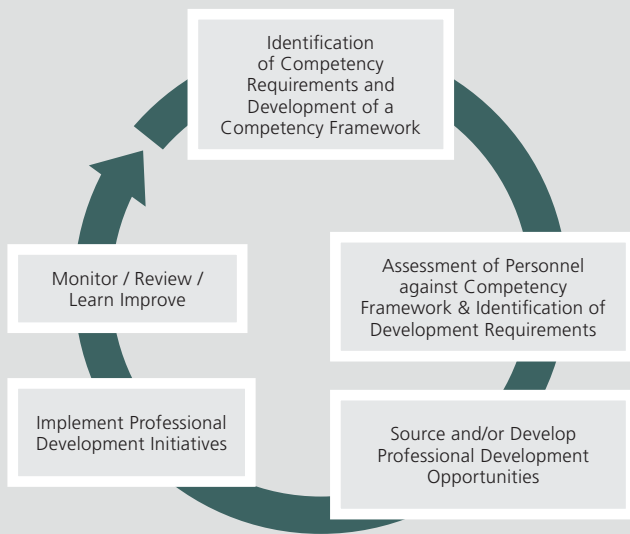 Identification
of Competency
Requirements and
Development of a
Competency Framework
Assessment of Personnel
against Competency
Framework & Identification of
Development Requirements
Source and/or Develop
Professional Development
Opportunities
Implement Professional
Development Initiatives
Monitor / Review /
Learn Improve